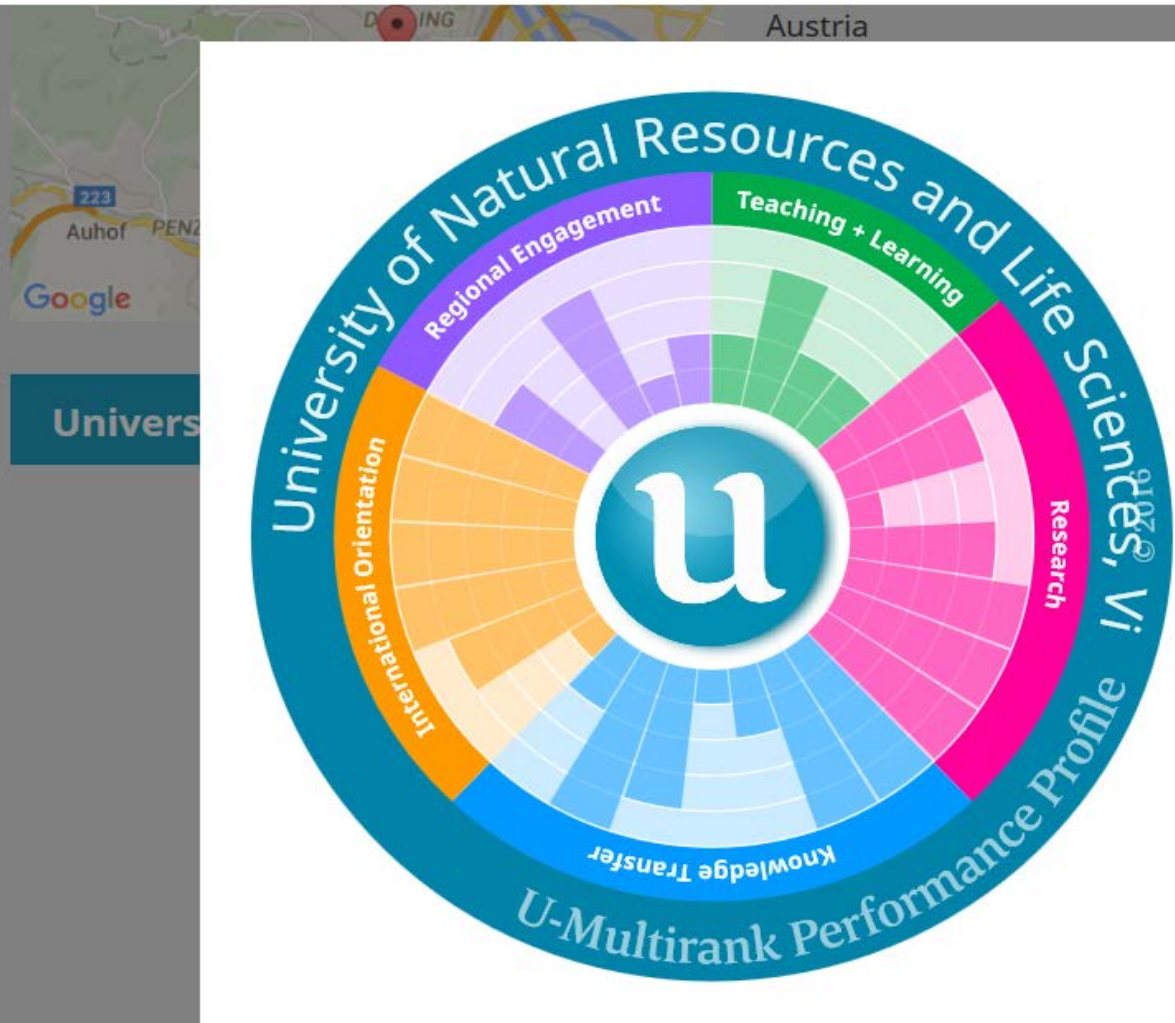 D ING
Austria
223
Auhof PENZ
Google
Univers
University of Natural Resources and Life Sciences, Vi
© 2016
Regional Engagement
Teaching + Learning
Research
Knowledge Transfer
International Orientation
u
U-Multirank Performance Profile